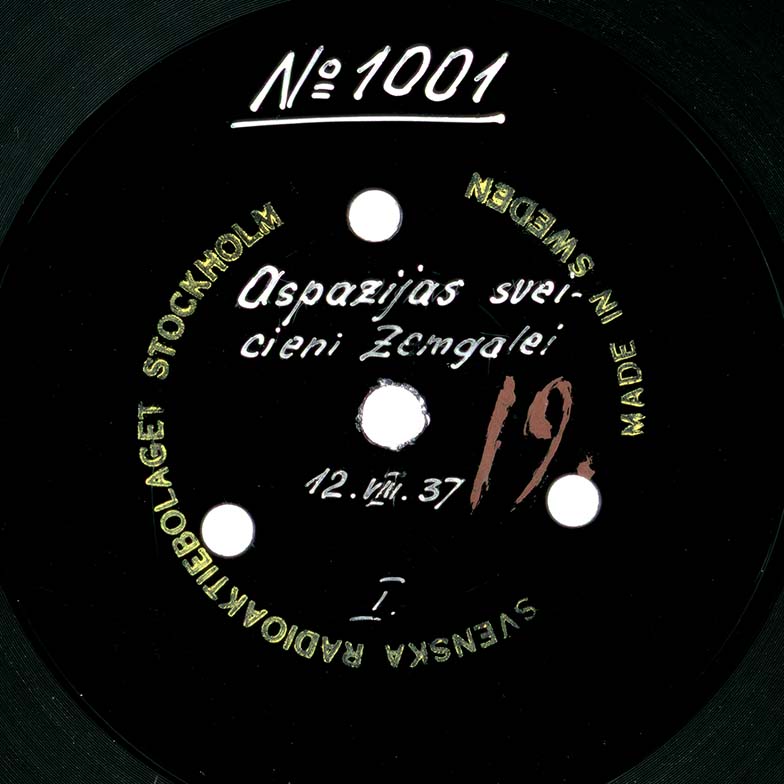 № 1001
Aspazijas svei-
cieni Zemgalei
19.
12. VIII. 37
I.
SVENSKA RADIOAKTIEBOLAGET STOCKHOLM
MADE IN SWEDEN